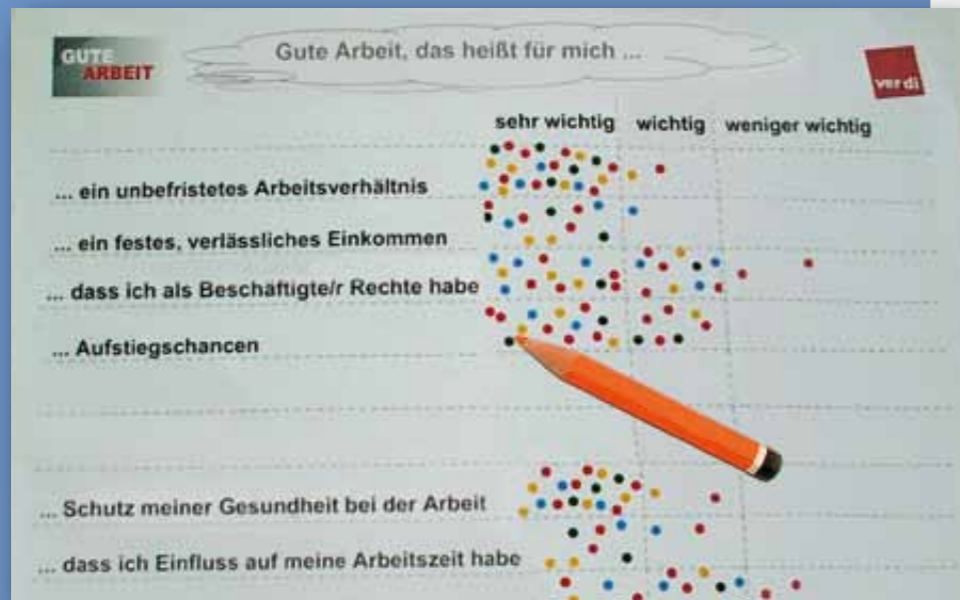 GUTE
ARBEIT
Gute Arbeit, das heißt für mich ...
ver di
sehr wichtig wichtig weniger wichtig
... ein unbefristetes Arbeitsverhältnis
... ein festes, verlässliches Einkommen
... dass ich als Beschäftigte/r Rechte habe
... Aufstiegschancen
... Schutz meiner Gesundheit bei der Arbeit
... dass ich Einfluss auf meine Arbeitszeit habe